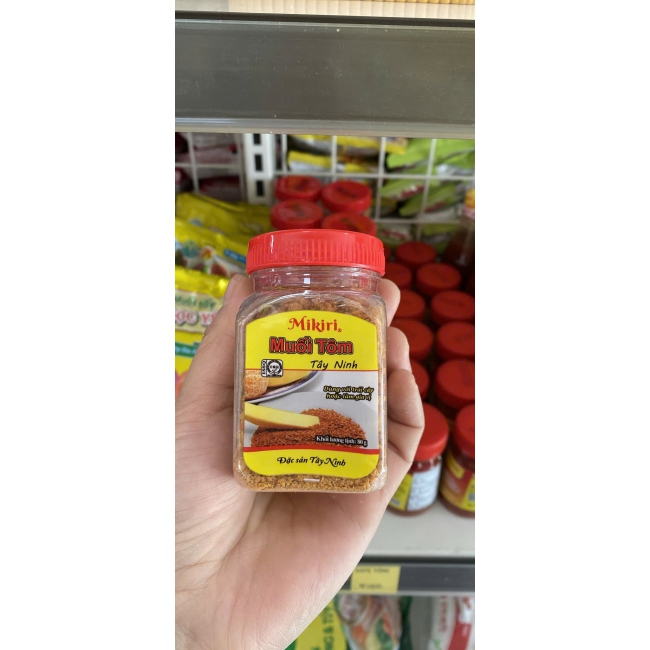 Mikiri®
Muối Tôm
Tây Ninh
Dùng với trái cây
hoặc làm gia vị
Khối lượng tịnh: 80 g
Đặc sản Tây Ninh